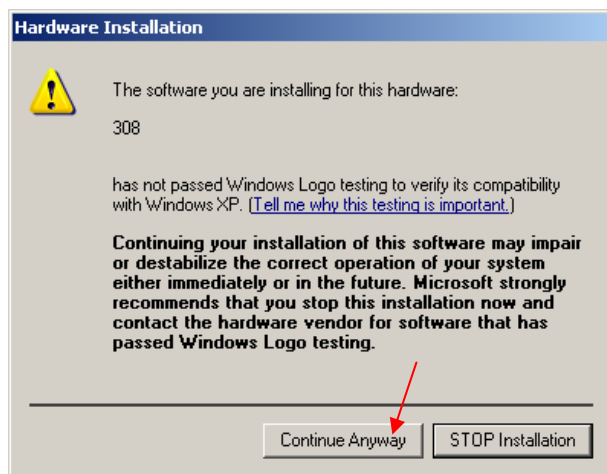 Hardware Installation
The software you are installing for this hardware:
308
has not passed Windows Logo testing to verify its compatibility
with Windows XP. (Tell me why this testing is important.)
Continuing your installation of this software may impair
or destabilize the correct operation of your system
either immediately or in the future. Microsoft strongly
recommends that you stop this installation now and
contact the hardware vendor for software that has
passed Windows Logo testing.
Continue Anyway
STOP Installation